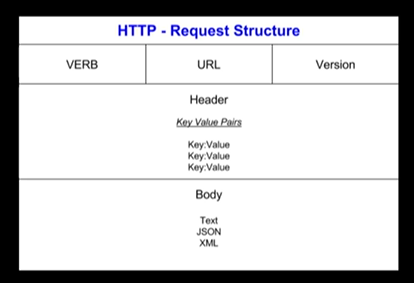 HTTP - Request Structure
VERB URL Version
Header
Key Value Pairs
Key:Value
Key:Value
Key:Value
Body
Text
JSON
XML